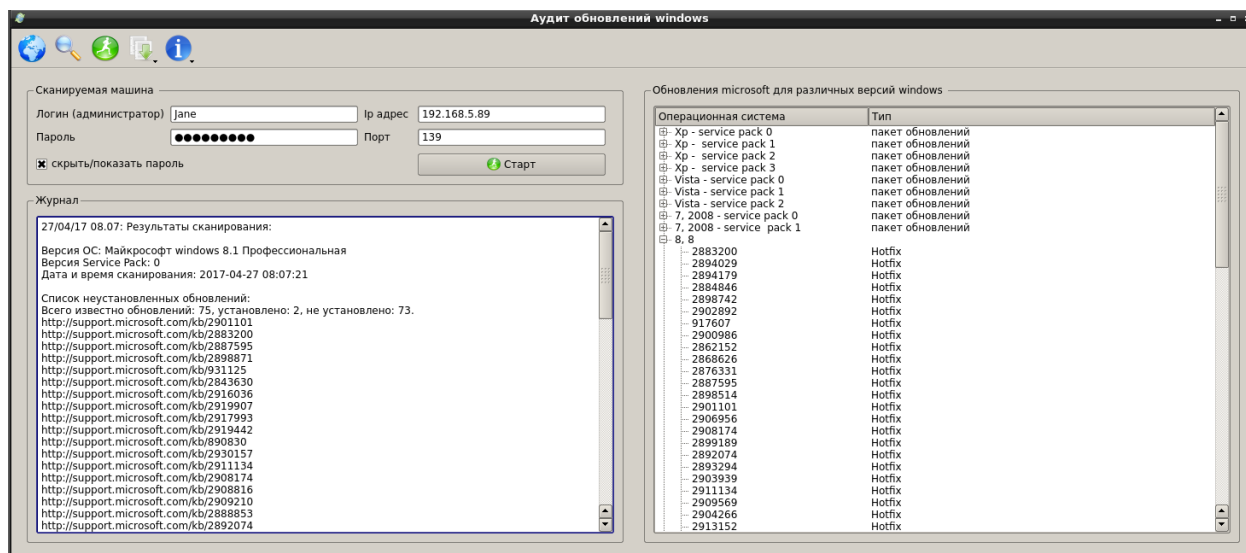 Аудит обновлений windows
Сканируемая машина
Логин (администратор) Jane Ip адрес 192.168.5.89
Пароль ●●●●●●●●● Порт 139
скрыть/показать пароль Старт
Журнал
27/04/17 08.07: Результаты сканирования:
Версия ОС: Майкрософт windows 8.1 Профессиональная
Версия Service Pack: 0
Дата и время сканирования: 2017-04-27 08:07:21
Список неустановленных обновлений:
Всего известно обновлений: 75, установлено: 2, не установлено: 73.
http://support.microsoft.com/kb/2901101
http://support.microsoft.com/kb/2883200
http://support.microsoft.com/kb/2887595
http://support.microsoft.com/kb/2898871
http://support.microsoft.com/kb/931125
http://support.microsoft.com/kb/2843630
http://support.microsoft.com/kb/2916036
http://support.microsoft.com/kb/2919907
http://support.microsoft.com/kb/2917993
http://support.microsoft.com/kb/2919442
http://support.microsoft.com/kb/890830
http://support.microsoft.com/kb/2930157
http://support.microsoft.com/kb/2911134
http://support.microsoft.com/kb/2908174
http://support.microsoft.com/kb/2908816
http://support.microsoft.com/kb/2909210
http://support.microsoft.com/kb/2888853
http://support.microsoft.com/kb/2892074
Обновления microsoft для различных версий windows
Операционная система Тип
Xp - service pack 0 пакет обновлений
Xp - service pack 1 пакет обновлений
Xp - service pack 2 пакет обновлений
Xp - service pack 3 пакет обновлений
Vista - service pack 0 пакет обновлений
Vista - service pack 1 пакет обновлений
Vista - service pack 2 пакет обновлений
7, 2008 - service pack 0 пакет обновлений
7, 2008 - service pack 1 пакет обновлений
8, 8
2883200 Hotfix
2894029 Hotfix
2894179 Hotfix
2884846 Hotfix
2898742 Hotfix
2902892 Hotfix
917607 Hotfix
2900986 Hotfix
2862152 Hotfix
2868626 Hotfix
2876331 Hotfix
2887595 Hotfix
2898514 Hotfix
2901101 Hotfix
2906956 Hotfix
2908174 Hotfix
2899189 Hotfix
2892074 Hotfix
2893294 Hotfix
2903939 Hotfix
2911134 Hotfix
2909569 Hotfix
2904266 Hotfix
2913152 Hotfix